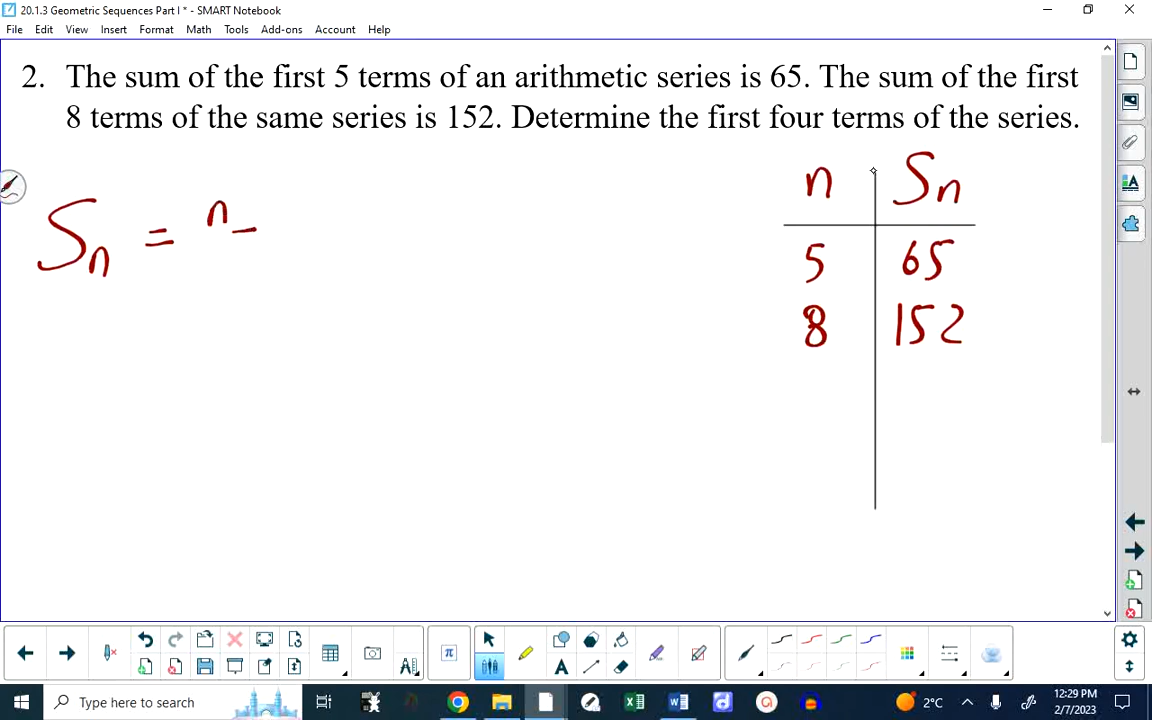 20.1.3 Geometric Sequences Part I * - SMART Notebook
File Edit View Insert Format Math Tools Add-ons Account Help
2. The sum of the first 5 terms of an arithmetic series is 65. The sum of the first
8 terms of the same series is 152. Determine the first four terms of the series.
n Sn
Sn = n
5 65
8 152
π
A
Type here to search
2°C
12:29 PM
2/7/2023